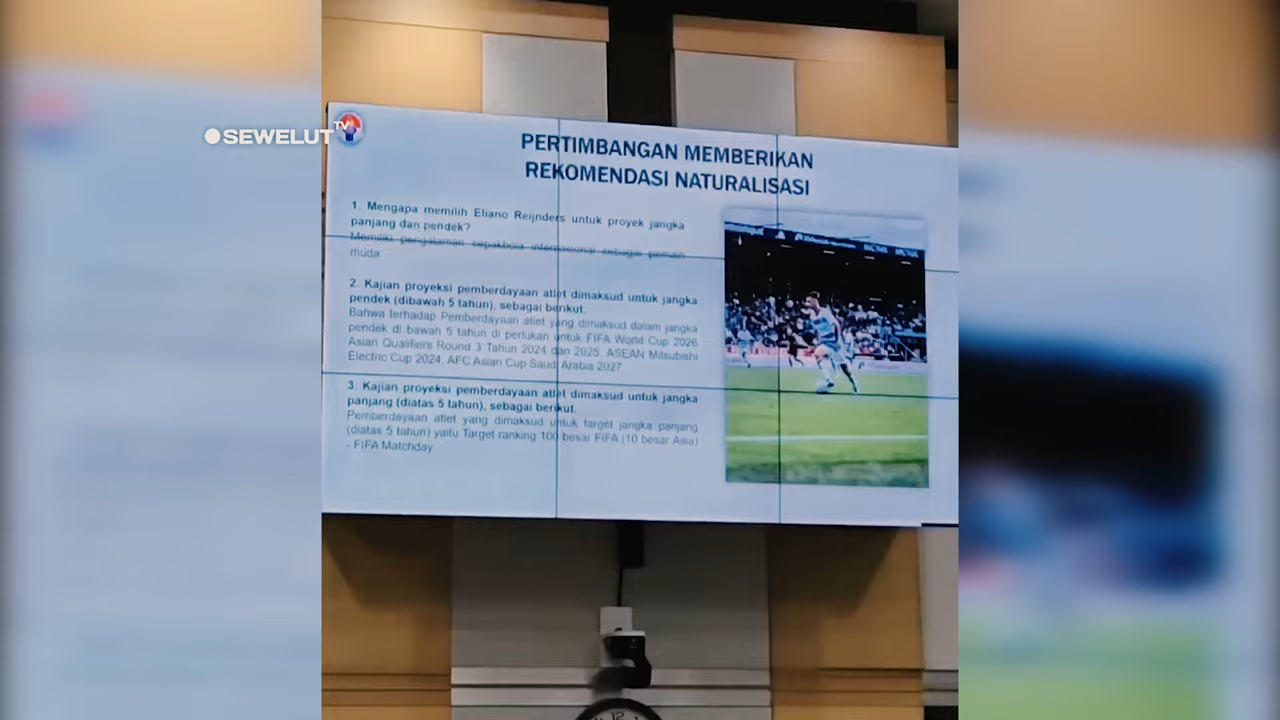 SEWELUT TV
PERTIMBANGAN MEMBERIKAN
REKOMENDASI NATURALISASI
1. Mengapa memilih Eliano Reijnders untuk proyek jangka
panjang dan pendek?
Memiliki pengalaman sepakbola internasional sebagai pemain
muda
2. Kajian proyeksi pemberdayaan atlet dimaksud untuk jangka
pendek (dibawah 5 tahun), sebagai berikut.
Bahwa terhadap Pemberdayaan atlet yang dimaksud dalam jangka
pendek di bawah 5 tahun di perlukan untuk FIFA World Cup 2026
Asian Qualifiers Round 3 Tahun 2024 dan 2025, ASEAN Mitsubishi
Electric Cup 2024, AFC Asian Cup Saudi Arabia 2027
3. Kajian proyeksi pemberdayaan atlet dimaksud untuk jangka
panjang (diatas 5 tahun), sebagai berikut.
Pemberdayaan atlet yang dimaksud untuk target jangka panjang
(diatas 5 tahun) yaitu Target ranking 100 besar FIFA (10 besar Asia)
- FIFA Matchday
12